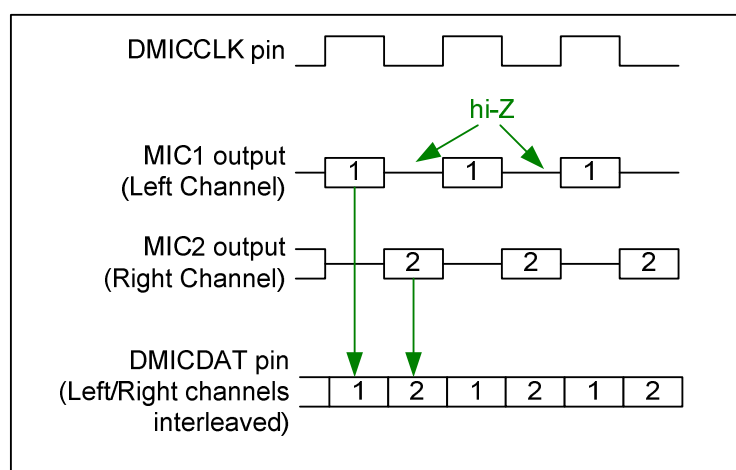 DMICCLK pin
hi-Z
MIC1 output
(Left Channel)
1 1 1
MIC2 output
(Right Channel)
2 2 2
DMICDAT pin
(Left/Right channels
interleaved)
1 2 1 2 1 2